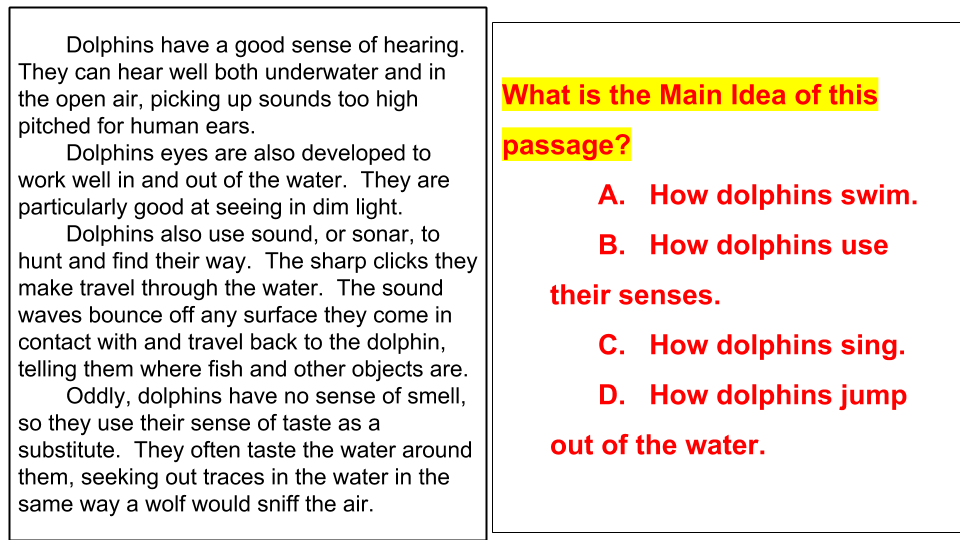 Dolphins have a good sense of hearing.
They can hear well both underwater and in
the open air, picking up sounds too high
pitched for human ears.
Dolphins eyes are also developed to
work well in and out of the water.  They are
particularly good at seeing in dim light.
Dolphins also use sound, or sonar, to
hunt and find their way.  The sharp clicks they
make travel through the water.  The sound
waves bounce off any surface they come in
contact with and travel back to the dolphin,
telling them where fish and other objects are.
Oddly, dolphins have no sense of smell,
so they use their sense of taste as a
substitute.  They often taste the water around
them, seeking out traces in the water in the
same way a wolf would sniff the air.
What is the Main Idea of this
passage?
A. How dolphins swim.
B. How dolphins use
their senses.
C. How dolphins sing.
D. How dolphins jump
out of the water.